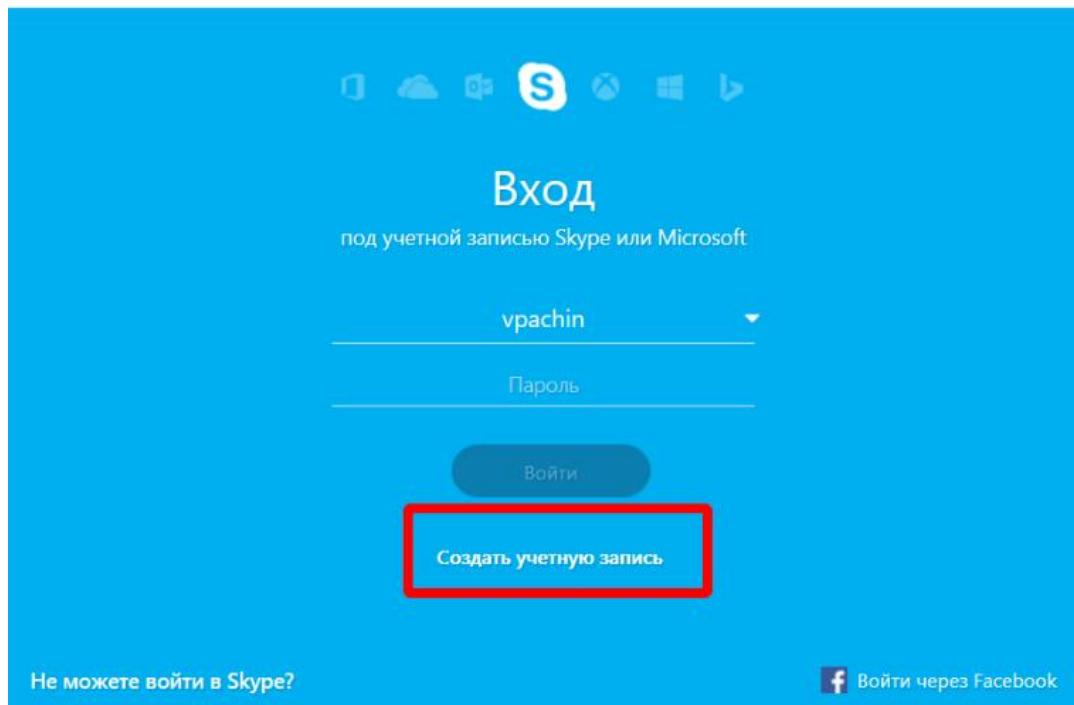 Вход
под учетной записью Skype или Microsoft
vpachin
Пароль
Войти
Создать учетную запись
Не можете войти в Skype?
Войти через Facebook